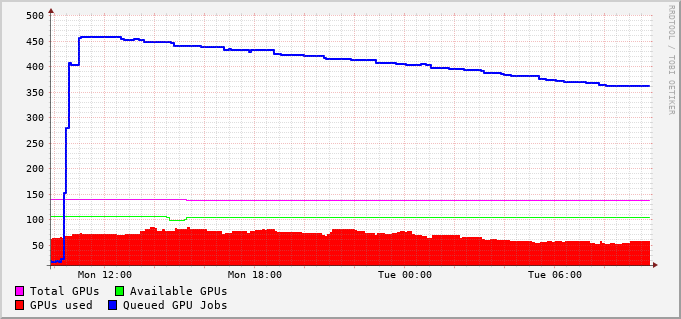 500
450
400
350
300
250
200
150
100
50
Mon 12:00 Mon 18:00 Tue 00:00 Tue 06:00
Total GPUs Available GPUs
GPUs used Queued GPU Jobs
RRDTOOL / TOBI OETIKER